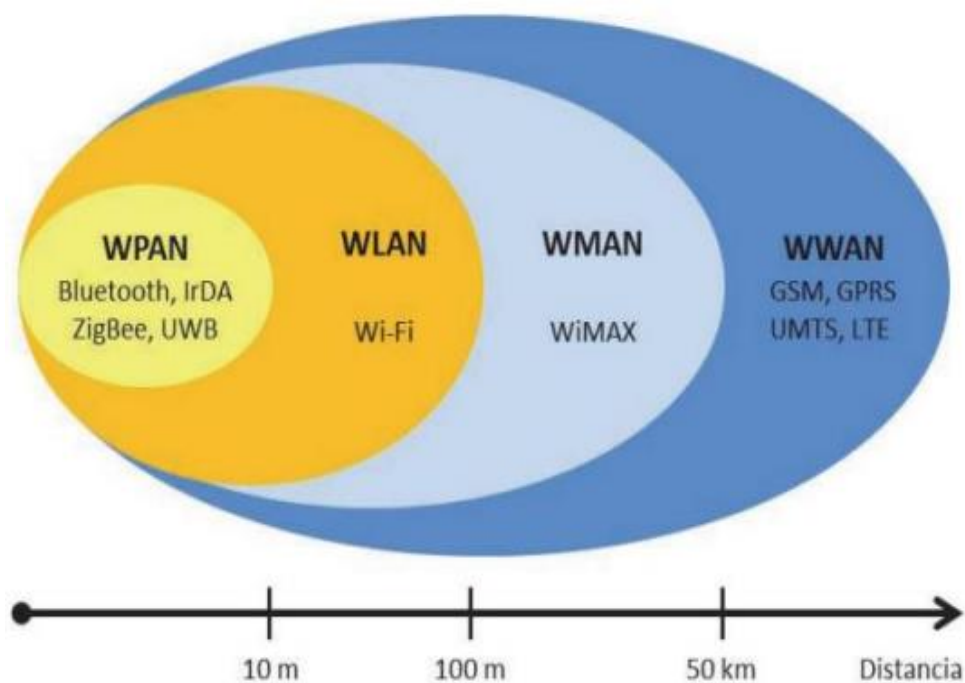 WPAN
Bluetooth, IrDA
ZigBee, UWB
WLAN
Wi-Fi
WMAN
WiMAX
WWAN
GSM, GPRS
UMTS, LTE
10 m
100 m
50 km
Distancia